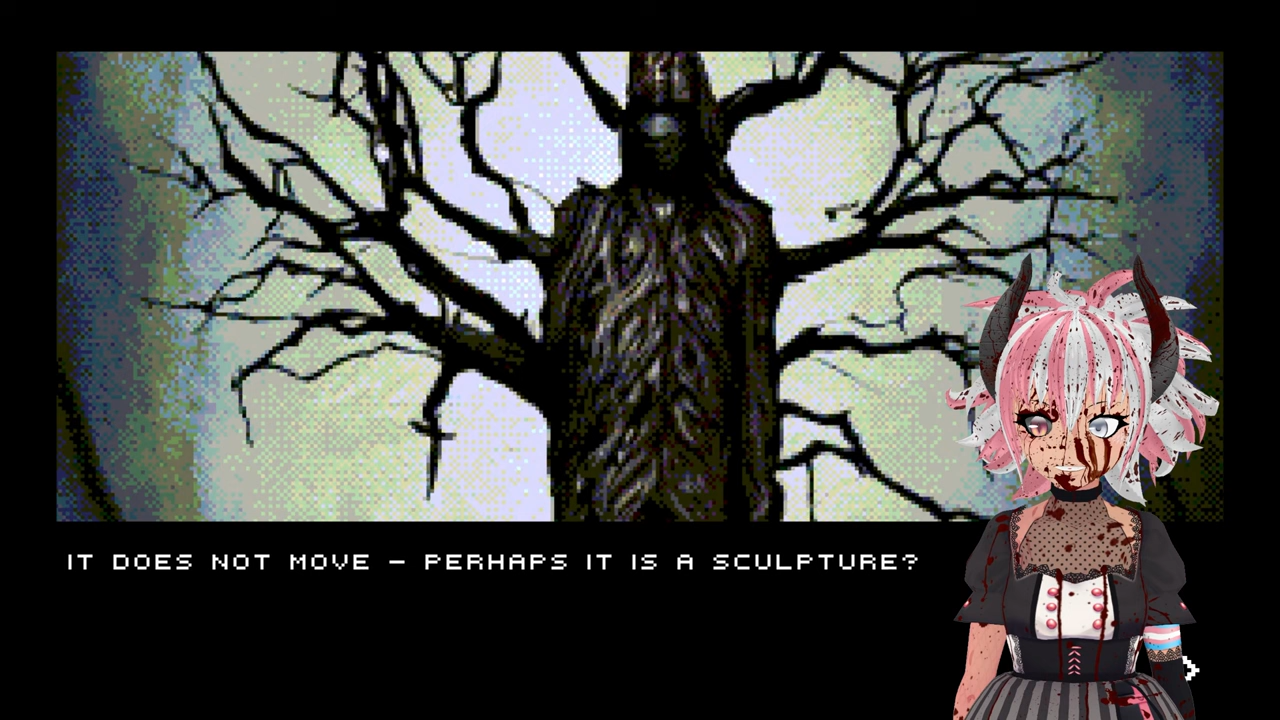 IT DOES NOT MOVE – PERHAPS IT IS A SCULPTURE?